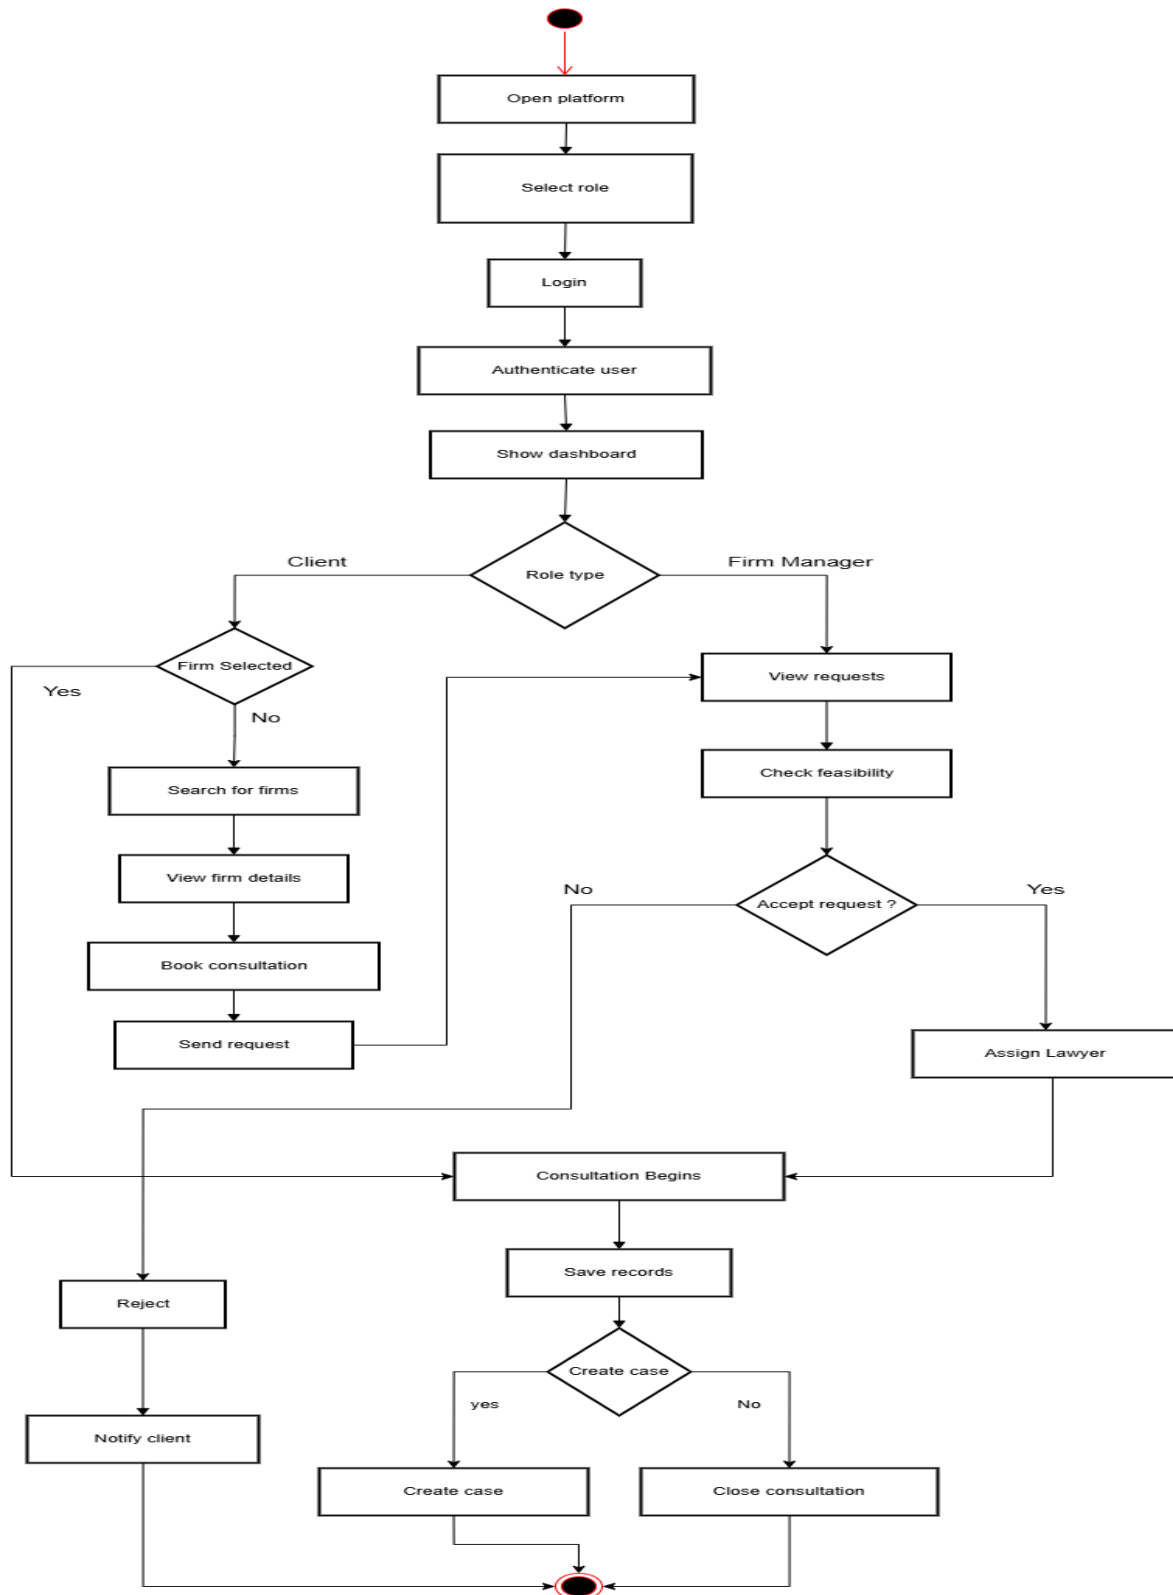 Open platform
Select role
Login
Authenticate user
Show dashboard
Role type
Client
Firm Manager
Firm Selected
Yes
No
View requests
Search for firms
Check feasibility
View firm details
Accept request ?
No
Yes
Book consultation
Send request
Assign Lawyer
Consultation Begins
Save records
Reject
Create case
yes
No
Notify client
Create case
Close consultation